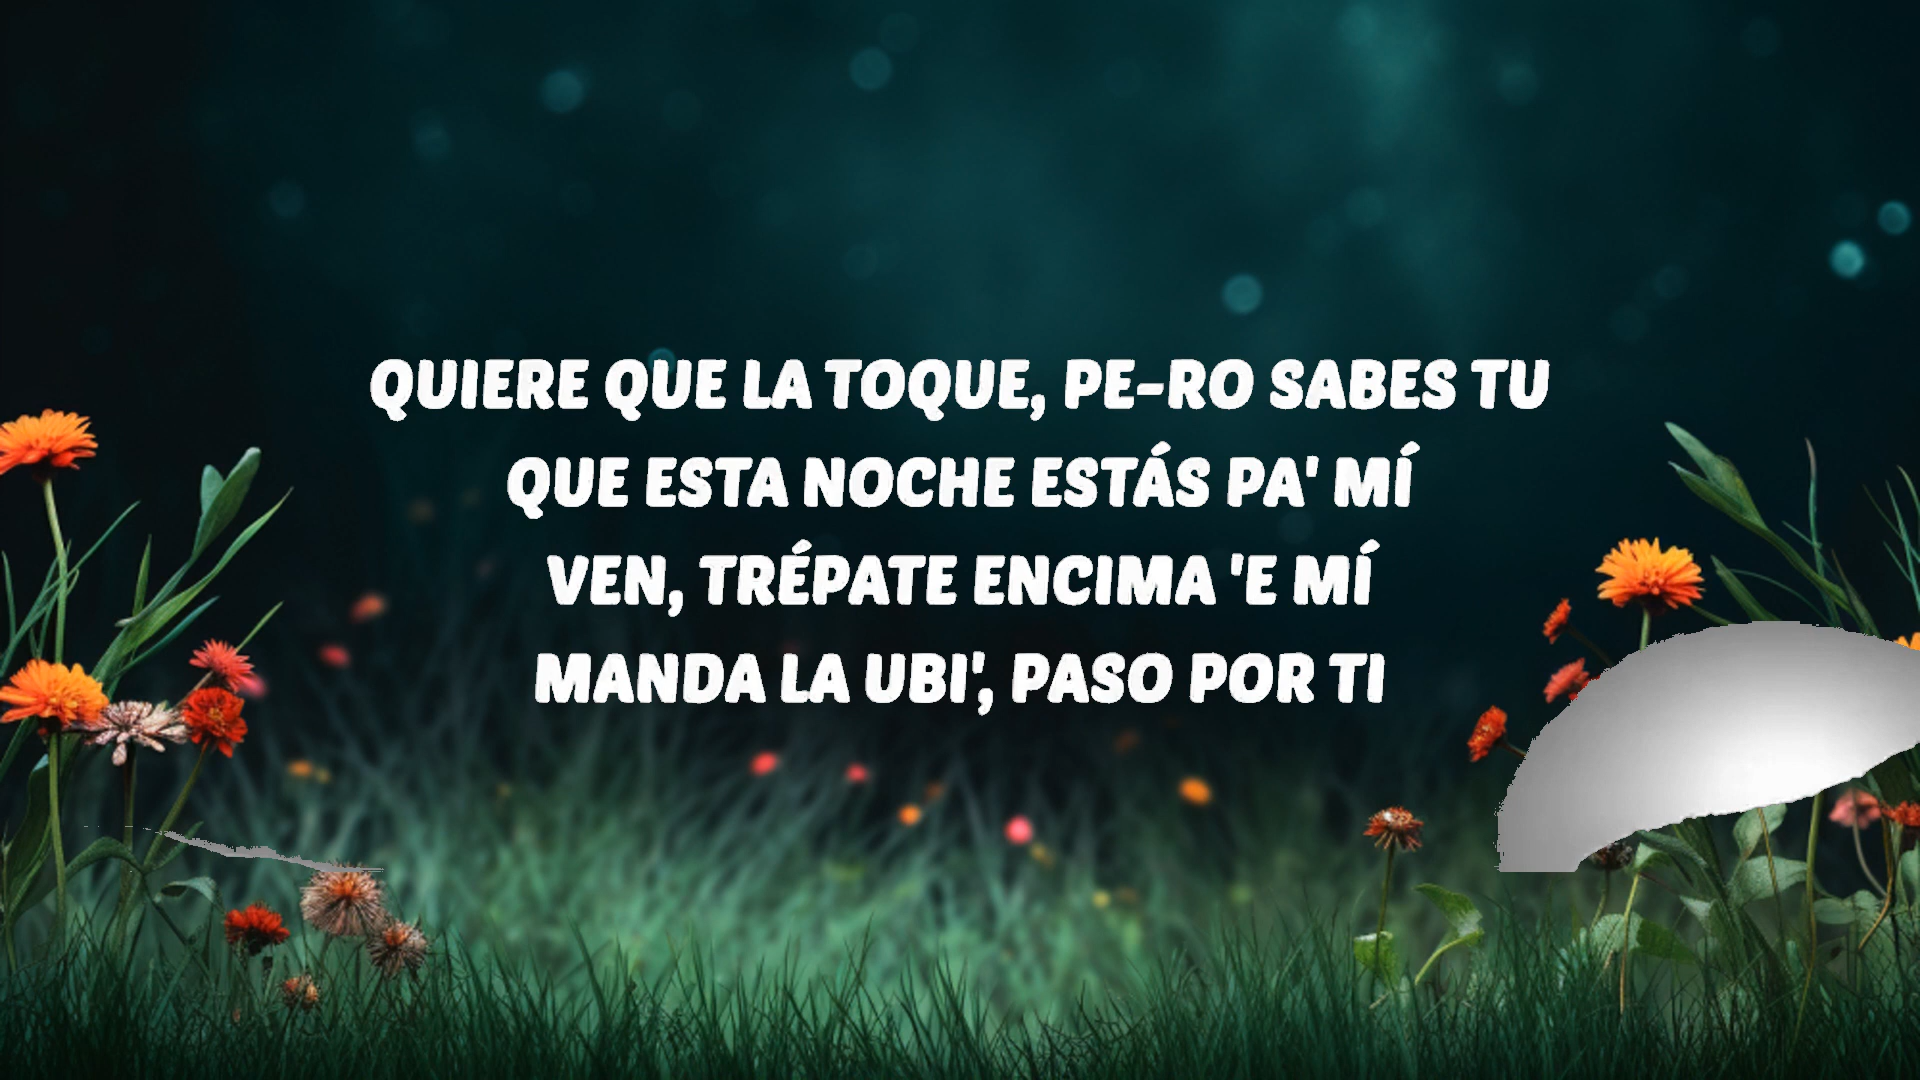 QUIERE QUE LA TOQUE, PE-RO SABES TU
QUE ESTA NOCHE ESTÁS PA' MÍ
VEN, TRÉPATE ENCIMA 'E MÍ
MANDA LA UBI', PASO POR TI